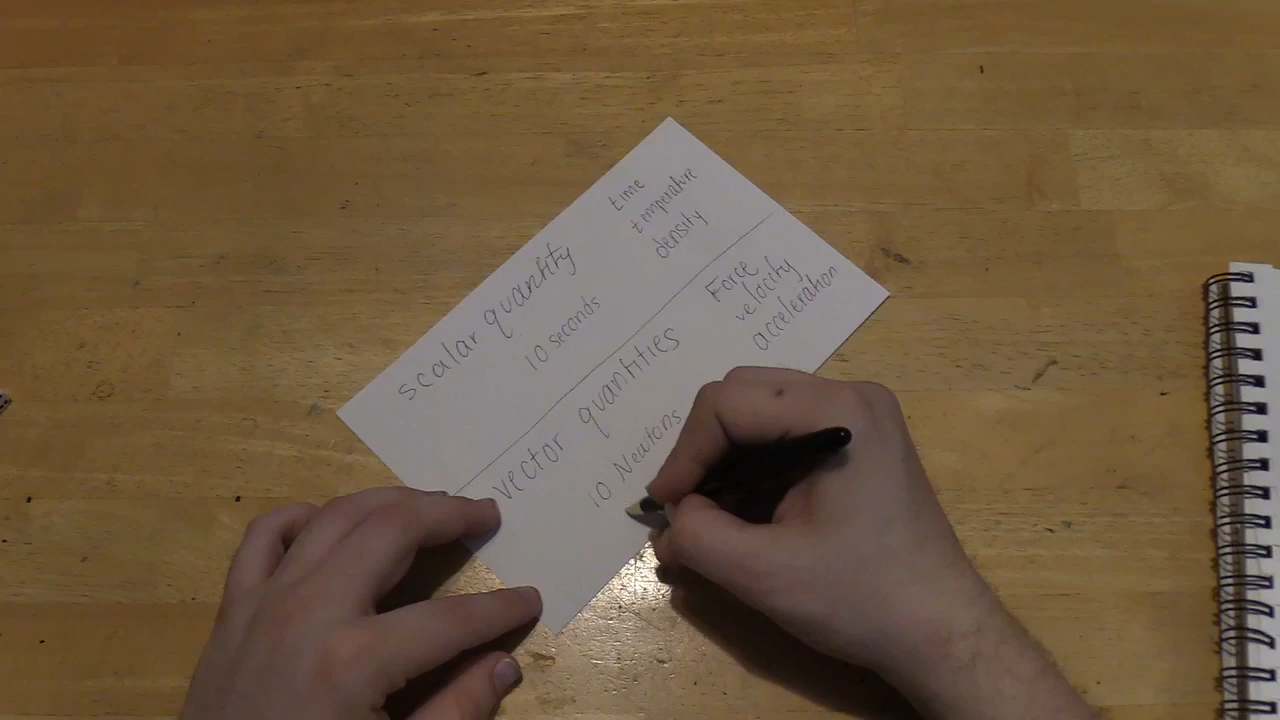 scalar quantity
10 seconds
time
temperature
density
vector quantities
10 Newtons
Force
velocity
acceleration